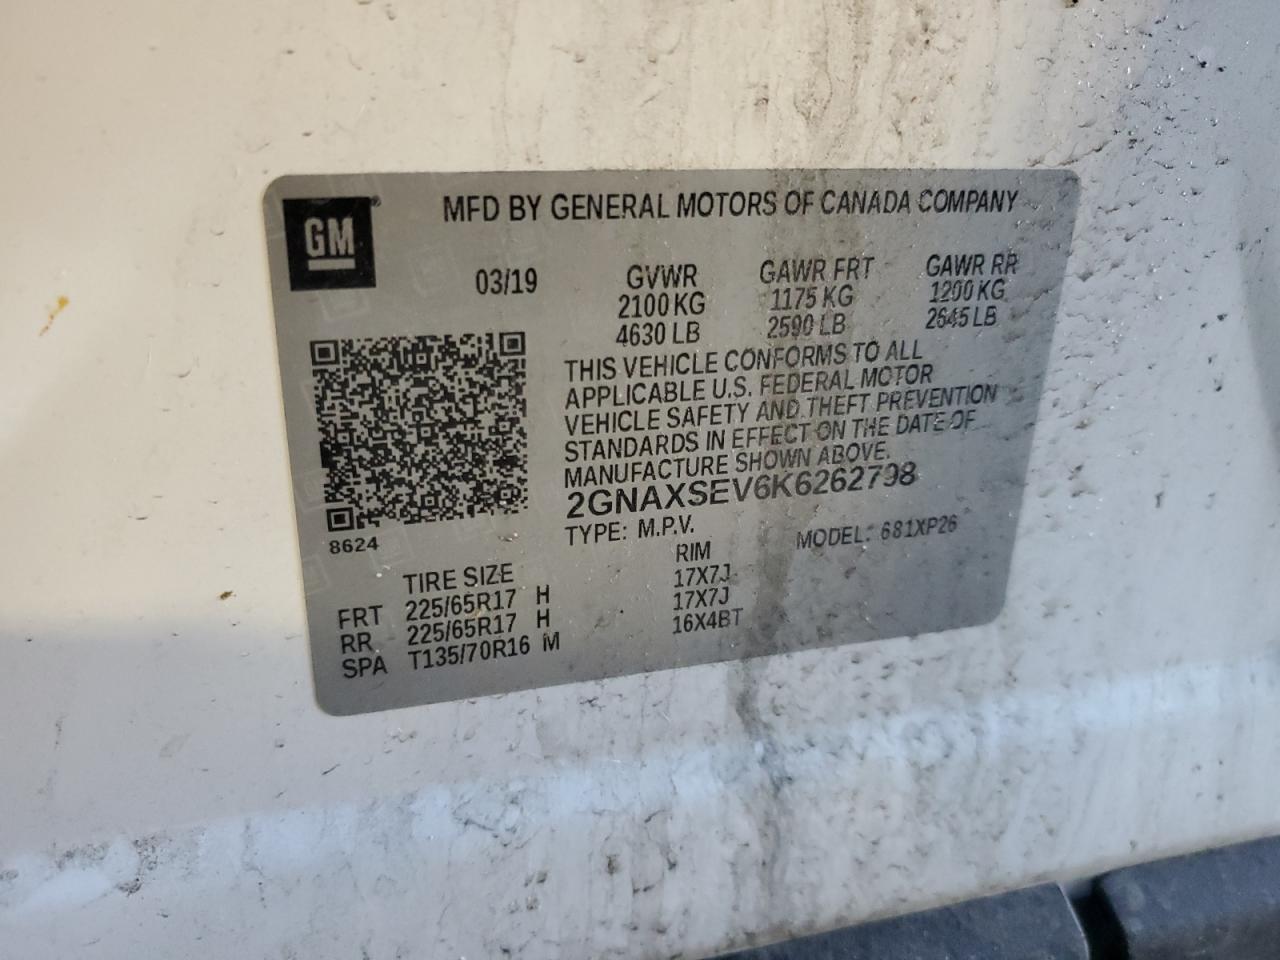 GM®
MFD BY GENERAL MOTORS OF CANADA COMPANY
03/19 GVWR GAWR FRT GAWR RR
2100 KG 1175 KG 1200 KG
4630 LB 2590 LB 2645 LB
THIS VEHICLE CONFORMS TO ALL
APPLICABLE U.S. FEDERAL MOTOR
VEHICLE SAFETY AND THEFT PREVENTION
STANDARDS IN EFFECT ON THE DATE OF
MANUFACTURE SHOWN ABOVE.
2GNAXSEV6K6262798
8624
TYPE: M.P.V. MODEL: 681XP26
TIRE SIZE RIM
FRT 225/65R17 H 17X7J
RR 225/65R17 H 17X7J
SPA T135/70R16 M 16X4BT